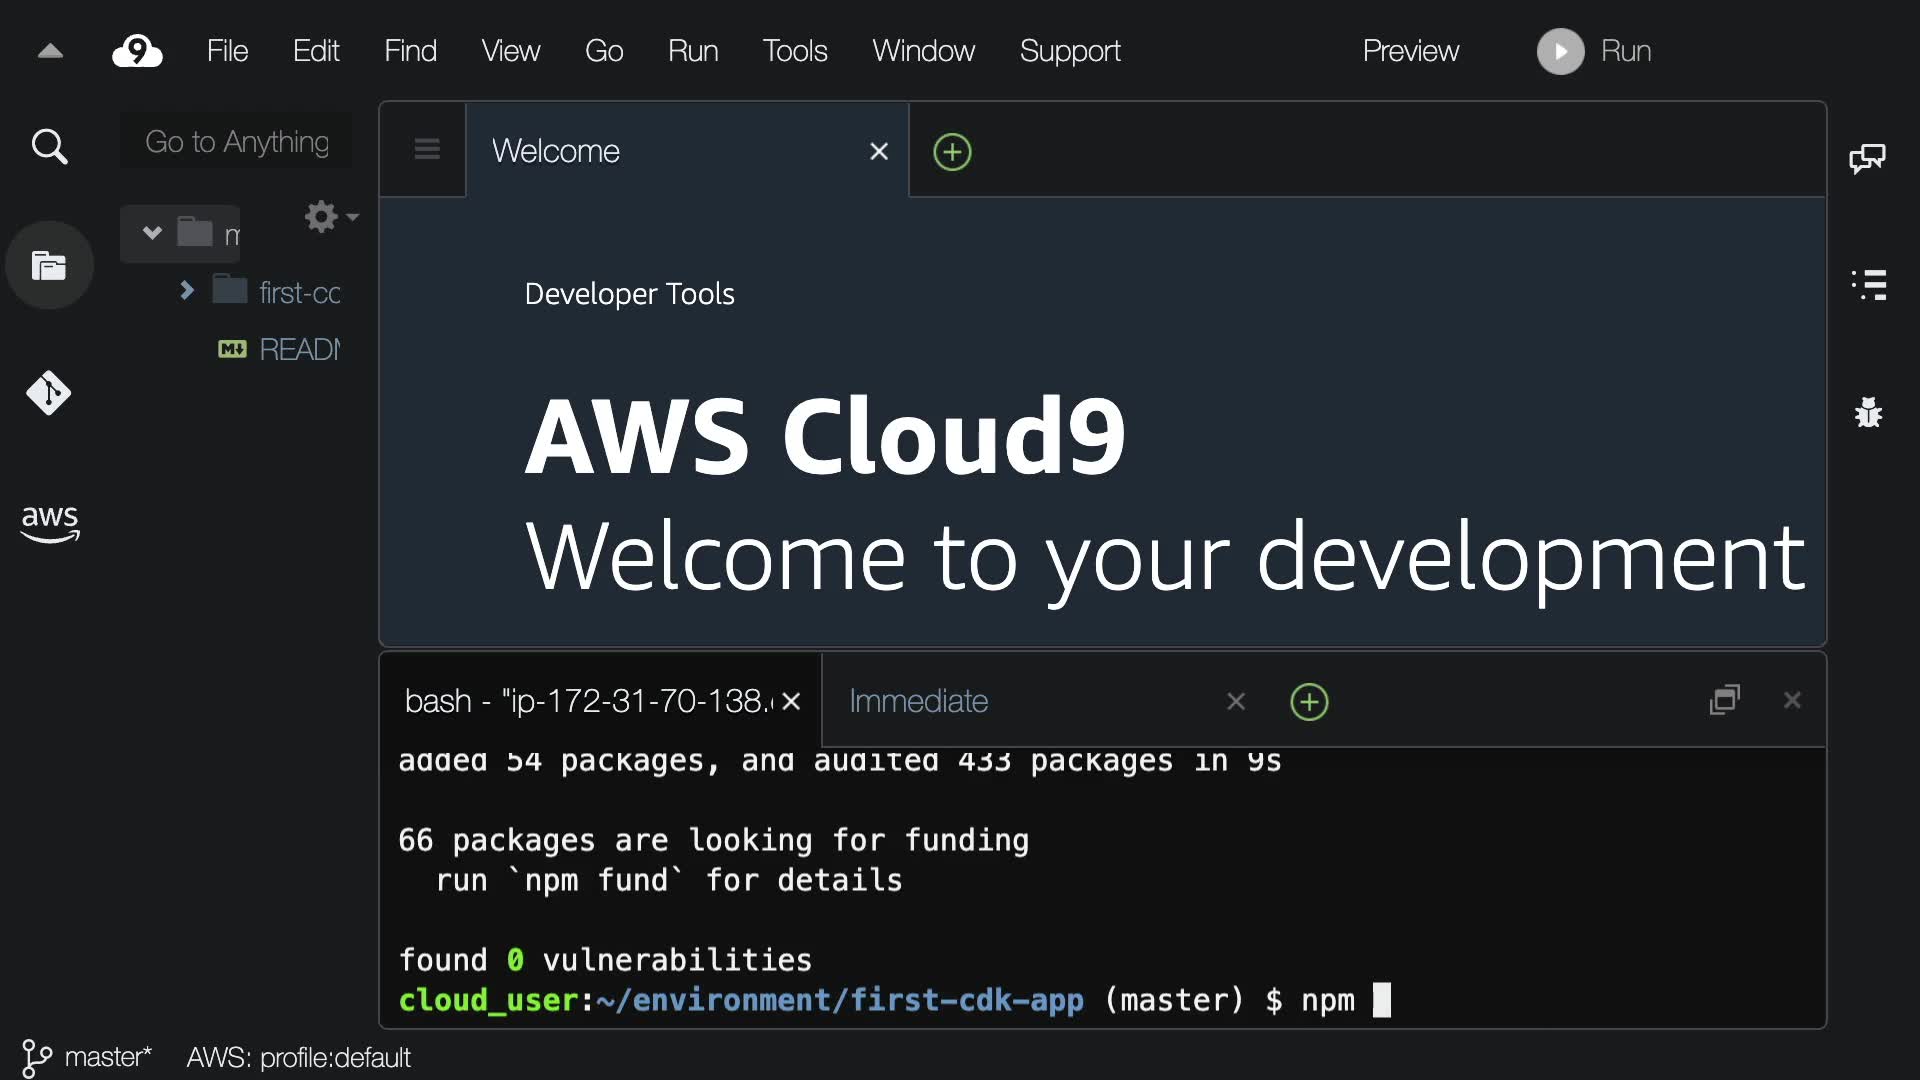 9 File Edit Find View Go Run Tools Window Support Preview Run
Go to Anything
Welcome
m
first-cc
READ
Developer Tools
AWS Cloud9
Welcome to your development
aws
bash - "ip-172-31-70-138.
Immediate
added 54 packages, and audited 433 packages in 9s
66 packages are looking for funding
run `npm fund` for details
found 0 vulnerabilities
cloud_user:~/environment/first-cdk-app (master) $ npm
master* AWS: profile:default